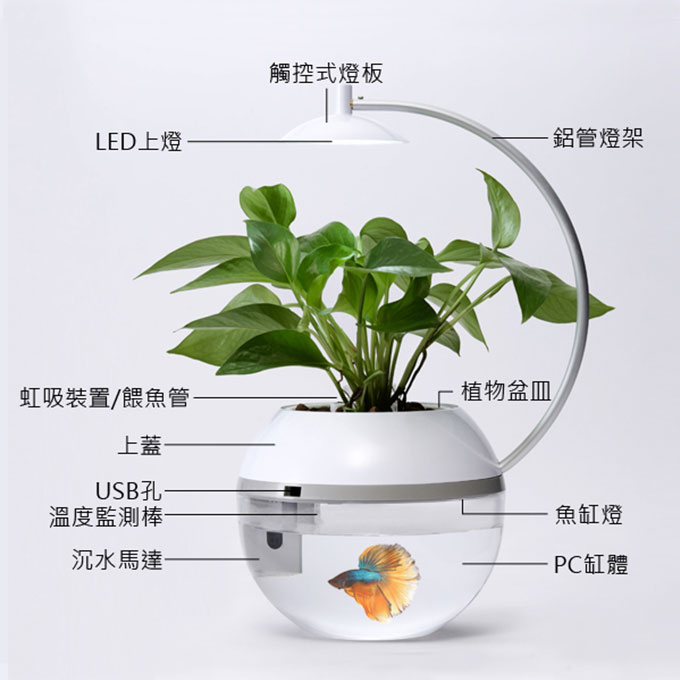 觸控式燈板
LED上燈
鋁管燈架
虹吸裝置/餵魚管
植物盆皿
上蓋
USB孔
溫度監測棒
魚缸燈
沉水馬達
PC缸體